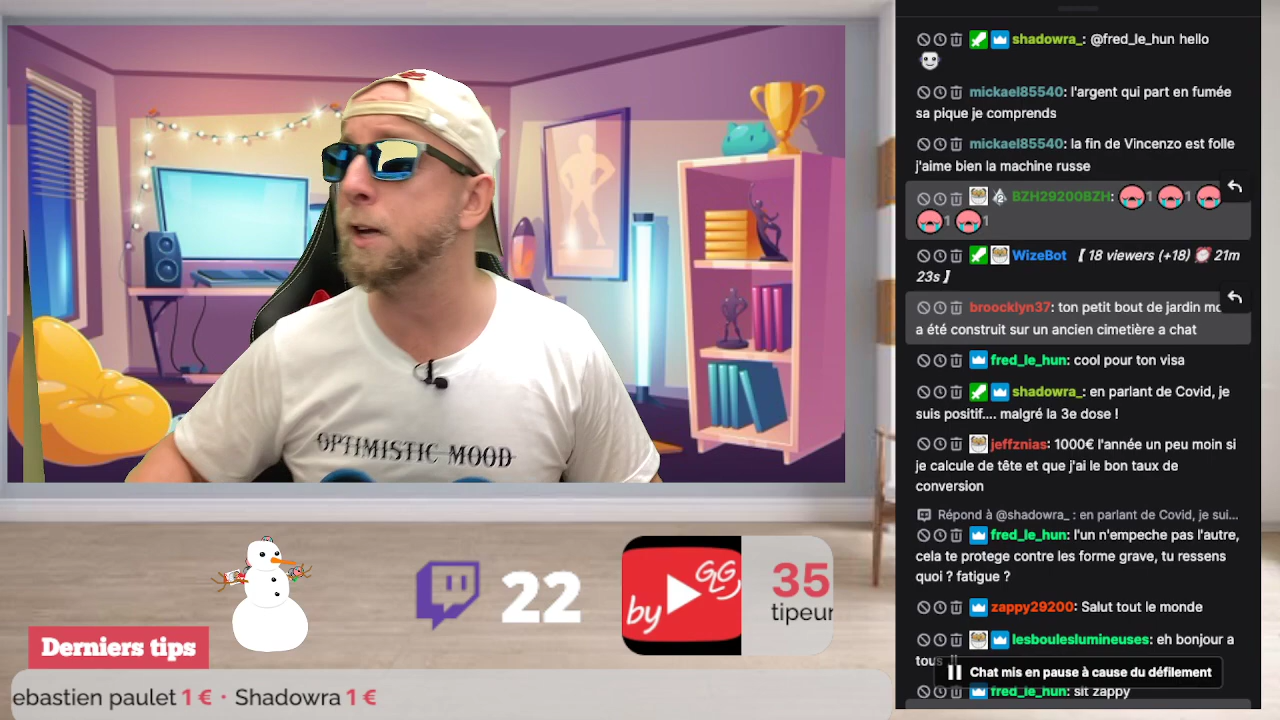 OPTIMISTIC MOOD
22
by
GG
35
tipeur
Derniers tips
ebastien paulet 1 € · Shadowra 1 €
shadowra_: @fred_le_hun hello
mickael85540: l'argent qui part en fumée
sa pique je comprends
mickael85540: la fin de Vincenzo est folle
j'aime bien la machine russe
2 BZH29200BZH: 1 1
1 1
WizeBot 【 18 viewers (+18) 21m
23s 】
broocklyn37: ton petit bout de jardin
a été construit sur un ancien cimetière a chat
fred_le_hun: cool pour ton visa
shadowra_: en parlant de Covid, je
suis positif.... malgré la 3e dose !
jeffznias: 1000€ l'année un peu moin si
je calcule de tête et que j'ai le bon taux de
conversion
Répond à @shadowra_ : en parlant de Covid, je sui...
fred_le_hun: l'un n'empeche pas l'autre,
cela te protege contre les forme grave, tu ressens
quoi ? fatigue ?
zappy29200: Salut tout le monde
lesbouleslumineuses: eh bonjour a
tous
Chat mis en pause à cause du défilement
fred_le_hun: slt zappy